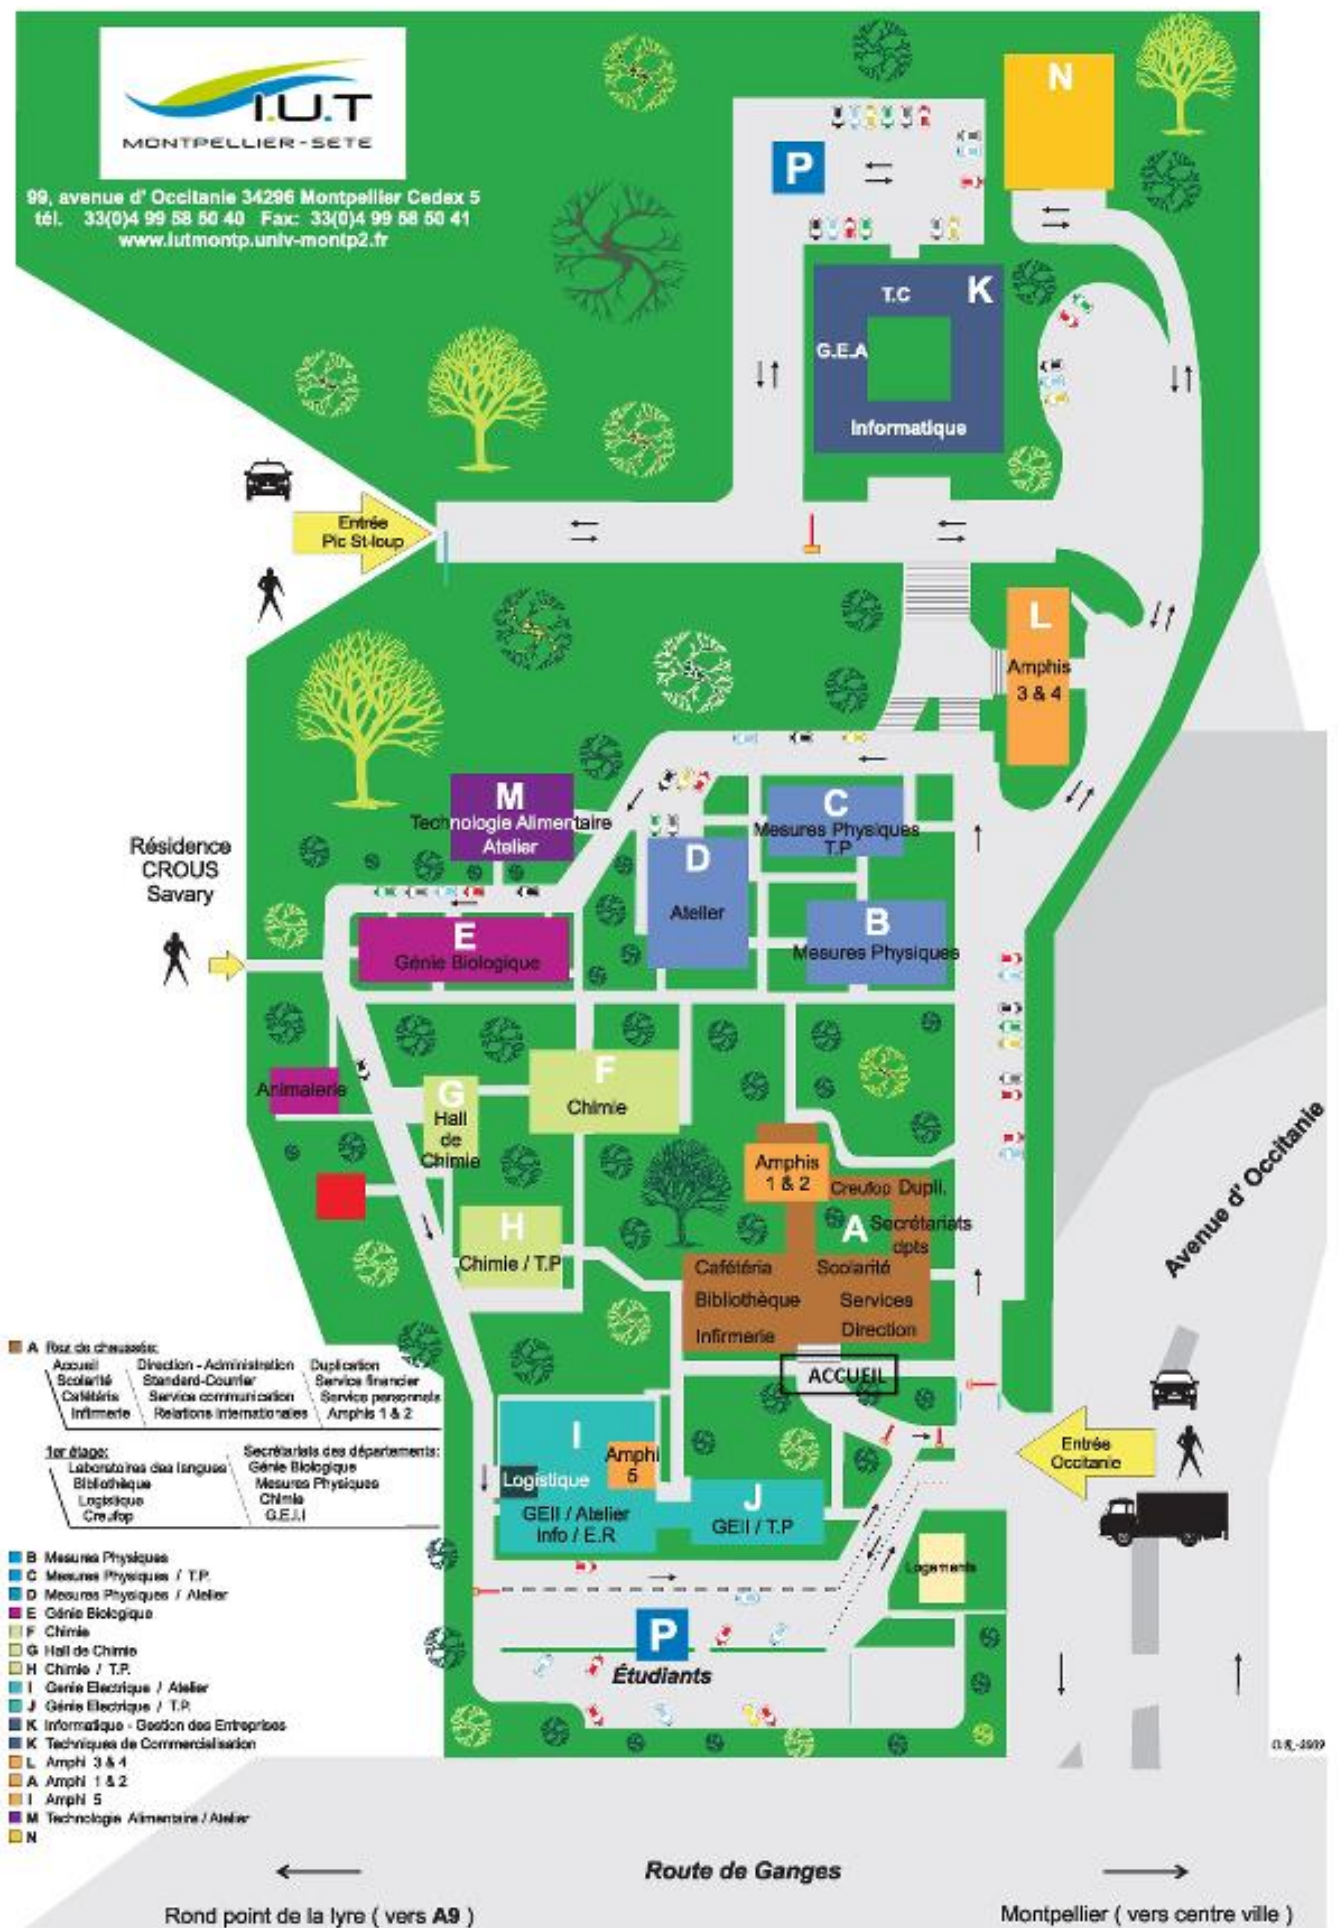 I.U.T
MONTPELLIER-SETE
99, avenue d' Occitanie 34296 Montpellier Cedex 5
tél. 33(0)4 99 58 50 40 Fax: 33(0)4 99 58 50 41
www.iutmontp.univ-montp2.fr
N
P
T.C
K
G.E.A
Informatique
Entrée
Pic St-loup
L
Amphis
3 & 4
M
Technologie Alimentaire
Atelier
C
Mesures Physiques
T.P
Résidence
CROUS
Savary
D
Atelier
B
Mesures Physiques
E
Génie Biologique
Animalerie
G
Hall
de
Chimie
F
Chimie
Amphis
1 & 2
Creufop Dupli.
A
Secrétariats
dpts
H
Chimie / T.P
Cafétéria
Scolarité
Bibliothèque
Services
Infirmerie
Direction
ACCUEIL
Avenue d' Occitanie
Entrée
Occitanie
I
Amphi
5
Logistique
GEII / Atelier
Info / E.R
J
GEII / T.P
Logements
P
Étudiants
A Rez de chaussée:
Accueil Direction - Administration Duplication
Scolarité Standard-Courrier Service financier
Cafétéria Service communication Service personnels
Infirmerie Relations Internationales Amphis 1 & 2
1er étage: Secrétariats des départements:
Laboratoires des langues Génie Biologique
Bibliothèque Mesures Physiques
Logistique Chimie
Creufop G.E.I.I
B Mesures Physiques
C Mesures Physiques / T.P.
D Mesures Physiques / Atelier
E Génie Biologique
F Chimie
G Hall de Chimie
H Chimie / T.P.
I Genie Electrique / Atelier
J Génie Electrique / T.P.
K Informatique - Gestion des Entreprises
K Techniques de Commercialisation
L Amphi 3 & 4
A Amphi 1 & 2
I Amphi 5
M Technologie Alimentaire / Atelier
N
Route de Ganges
Rond point de la lyre ( vers A9 )
Montpellier ( vers centre ville )